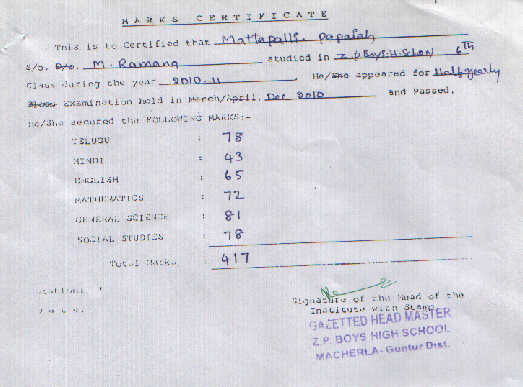 MARKS CERTIFICATE
This is to Certified that Mattapalli. Papaiah
S/o. D/o. M. Ramana studied in Z.P. Boys.H.School 6Th
Class during the year 2010.11 He/She appeared for Half yearly
Examination held in March/April. Dec 2010 and Passed.
He/She secured the FOLLOWING MARKS:-
TELUGU : 78
HINDI : 43
ENGLISH : 65
MATHEMATICS : 72
GENERAL SCIENCE : 81
SOCIAL STUDIES : 78
Total Marks : 417
Station:
Date:
Signature of the Head of the
Institute with Stamp
GAZETTED HEAD MASTER
Z.P. BOYS HIGH SCHOOL
MACHERLA-Guntur Dist.